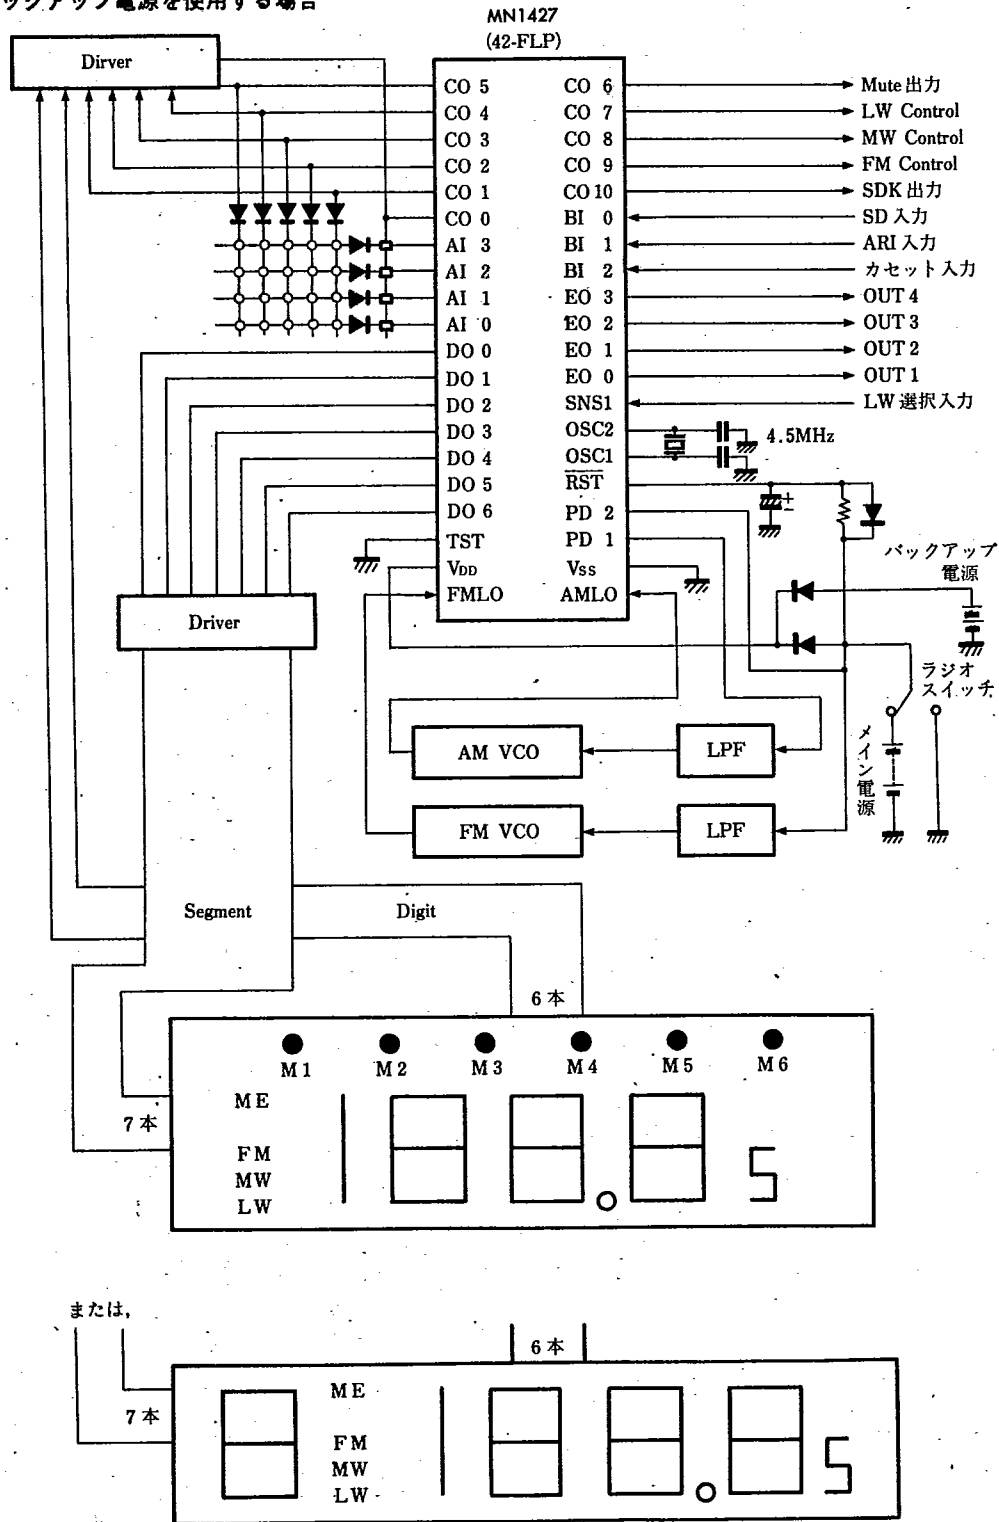 ックアップ電源を使用する場合
MN1427
(42-FLP)
Dirver
CO 5
CO 4
CO 3
CO 2
CO 1
CO 0
AI 3
AI 2
AI 1
AI 0
DO 0
DO 1
DO 2
DO 3
DO 4
DO 5
DO 6
TST
VDD
FMLO
CO 6
CO 7
CO 8
CO 9
CO 10
BI 0
BI 1
BI 2
EO 3
EO 2
EO 1
EO 0
SNS1
OSC2
OSC1
RST
PD 2
PD 1
VSS
AMLO
Mute出力
LW Control
MW Control
FM Control
SDK出力
SD入力
ARI入力
カセット入力
OUT 4
OUT 3
OUT 2
OUT 1
LW選択入力
4.5MHz
±
バックアップ
電源
ラジオ
スイッチ
メイン電源
Driver
AM VCO
LPF
FM VCO
LPF
Segment
Digit
6本
7本
M1
M2
M3
M4
M5
M6
ME
FM
MW
LW
または,
6本
7本
ME
FM
MW
LW